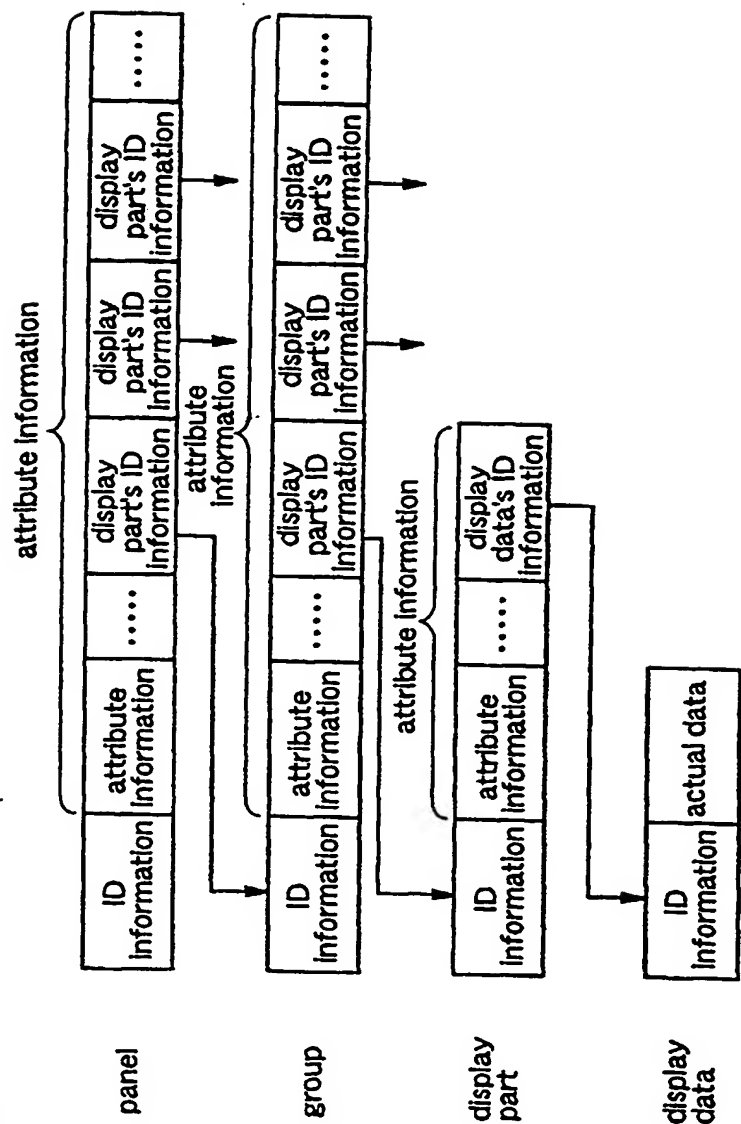 attribute information
panel
ID
information
attribute
information
.....
display
part's ID
information
display
part's ID
information
display
part's ID
information
.....
attribute
information
group
ID
information
attribute
information
.....
display
part's ID
information
display
part's ID
information
display
part's ID
information
.....
attribute information
display
part
ID
information
attribute
information
.....
display
data's ID
information
display
data
ID
information
actual data